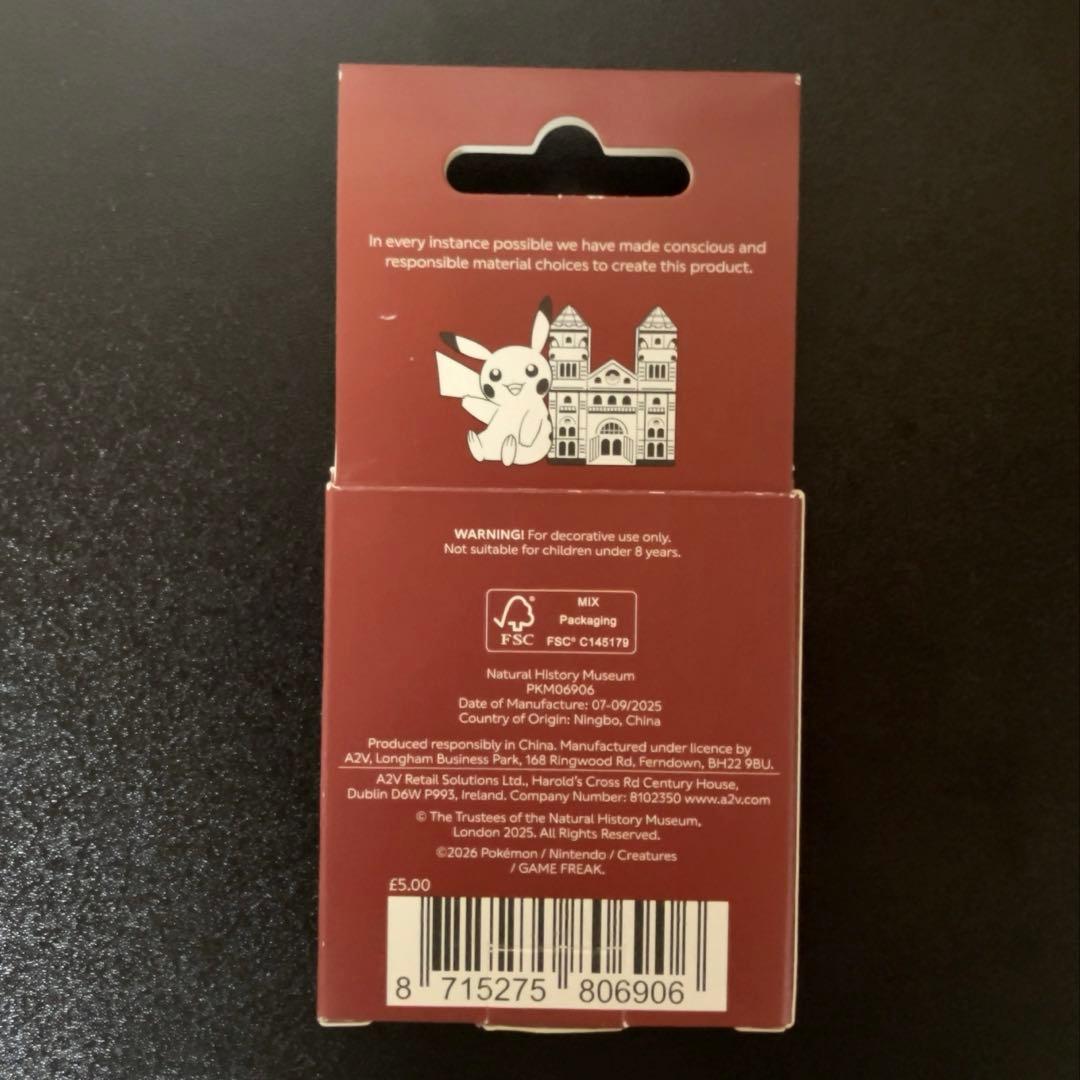 In every instance possible we have made conscious and
responsible material choices to create this product.
WARNING! For decorative use only.
Not suitable for children under 8 years.
FSC
MIX
Packaging
FSC® C145179
Natural History Museum
PKM06906
Date of Manufacture: 07-09/2025
Country of Origin: Ningbo, China
Produced responsibly in China. Manufactured under licence by
A2V, Longham Business Park, 168 Ringwood Rd, Ferndown, BH22 9BU.
A2V Retail Solutions Ltd., Harold's Cross Rd Century House,
Dublin D6W P993, Ireland. Company Number: 8102350 www.a2v.com
© The Trustees of the Natural History Museum,
London 2025. All Rights Reserved.
©2026 Pokémon / Nintendo / Creatures
/ GAME FREAK.
£5.00
8 715275 806906